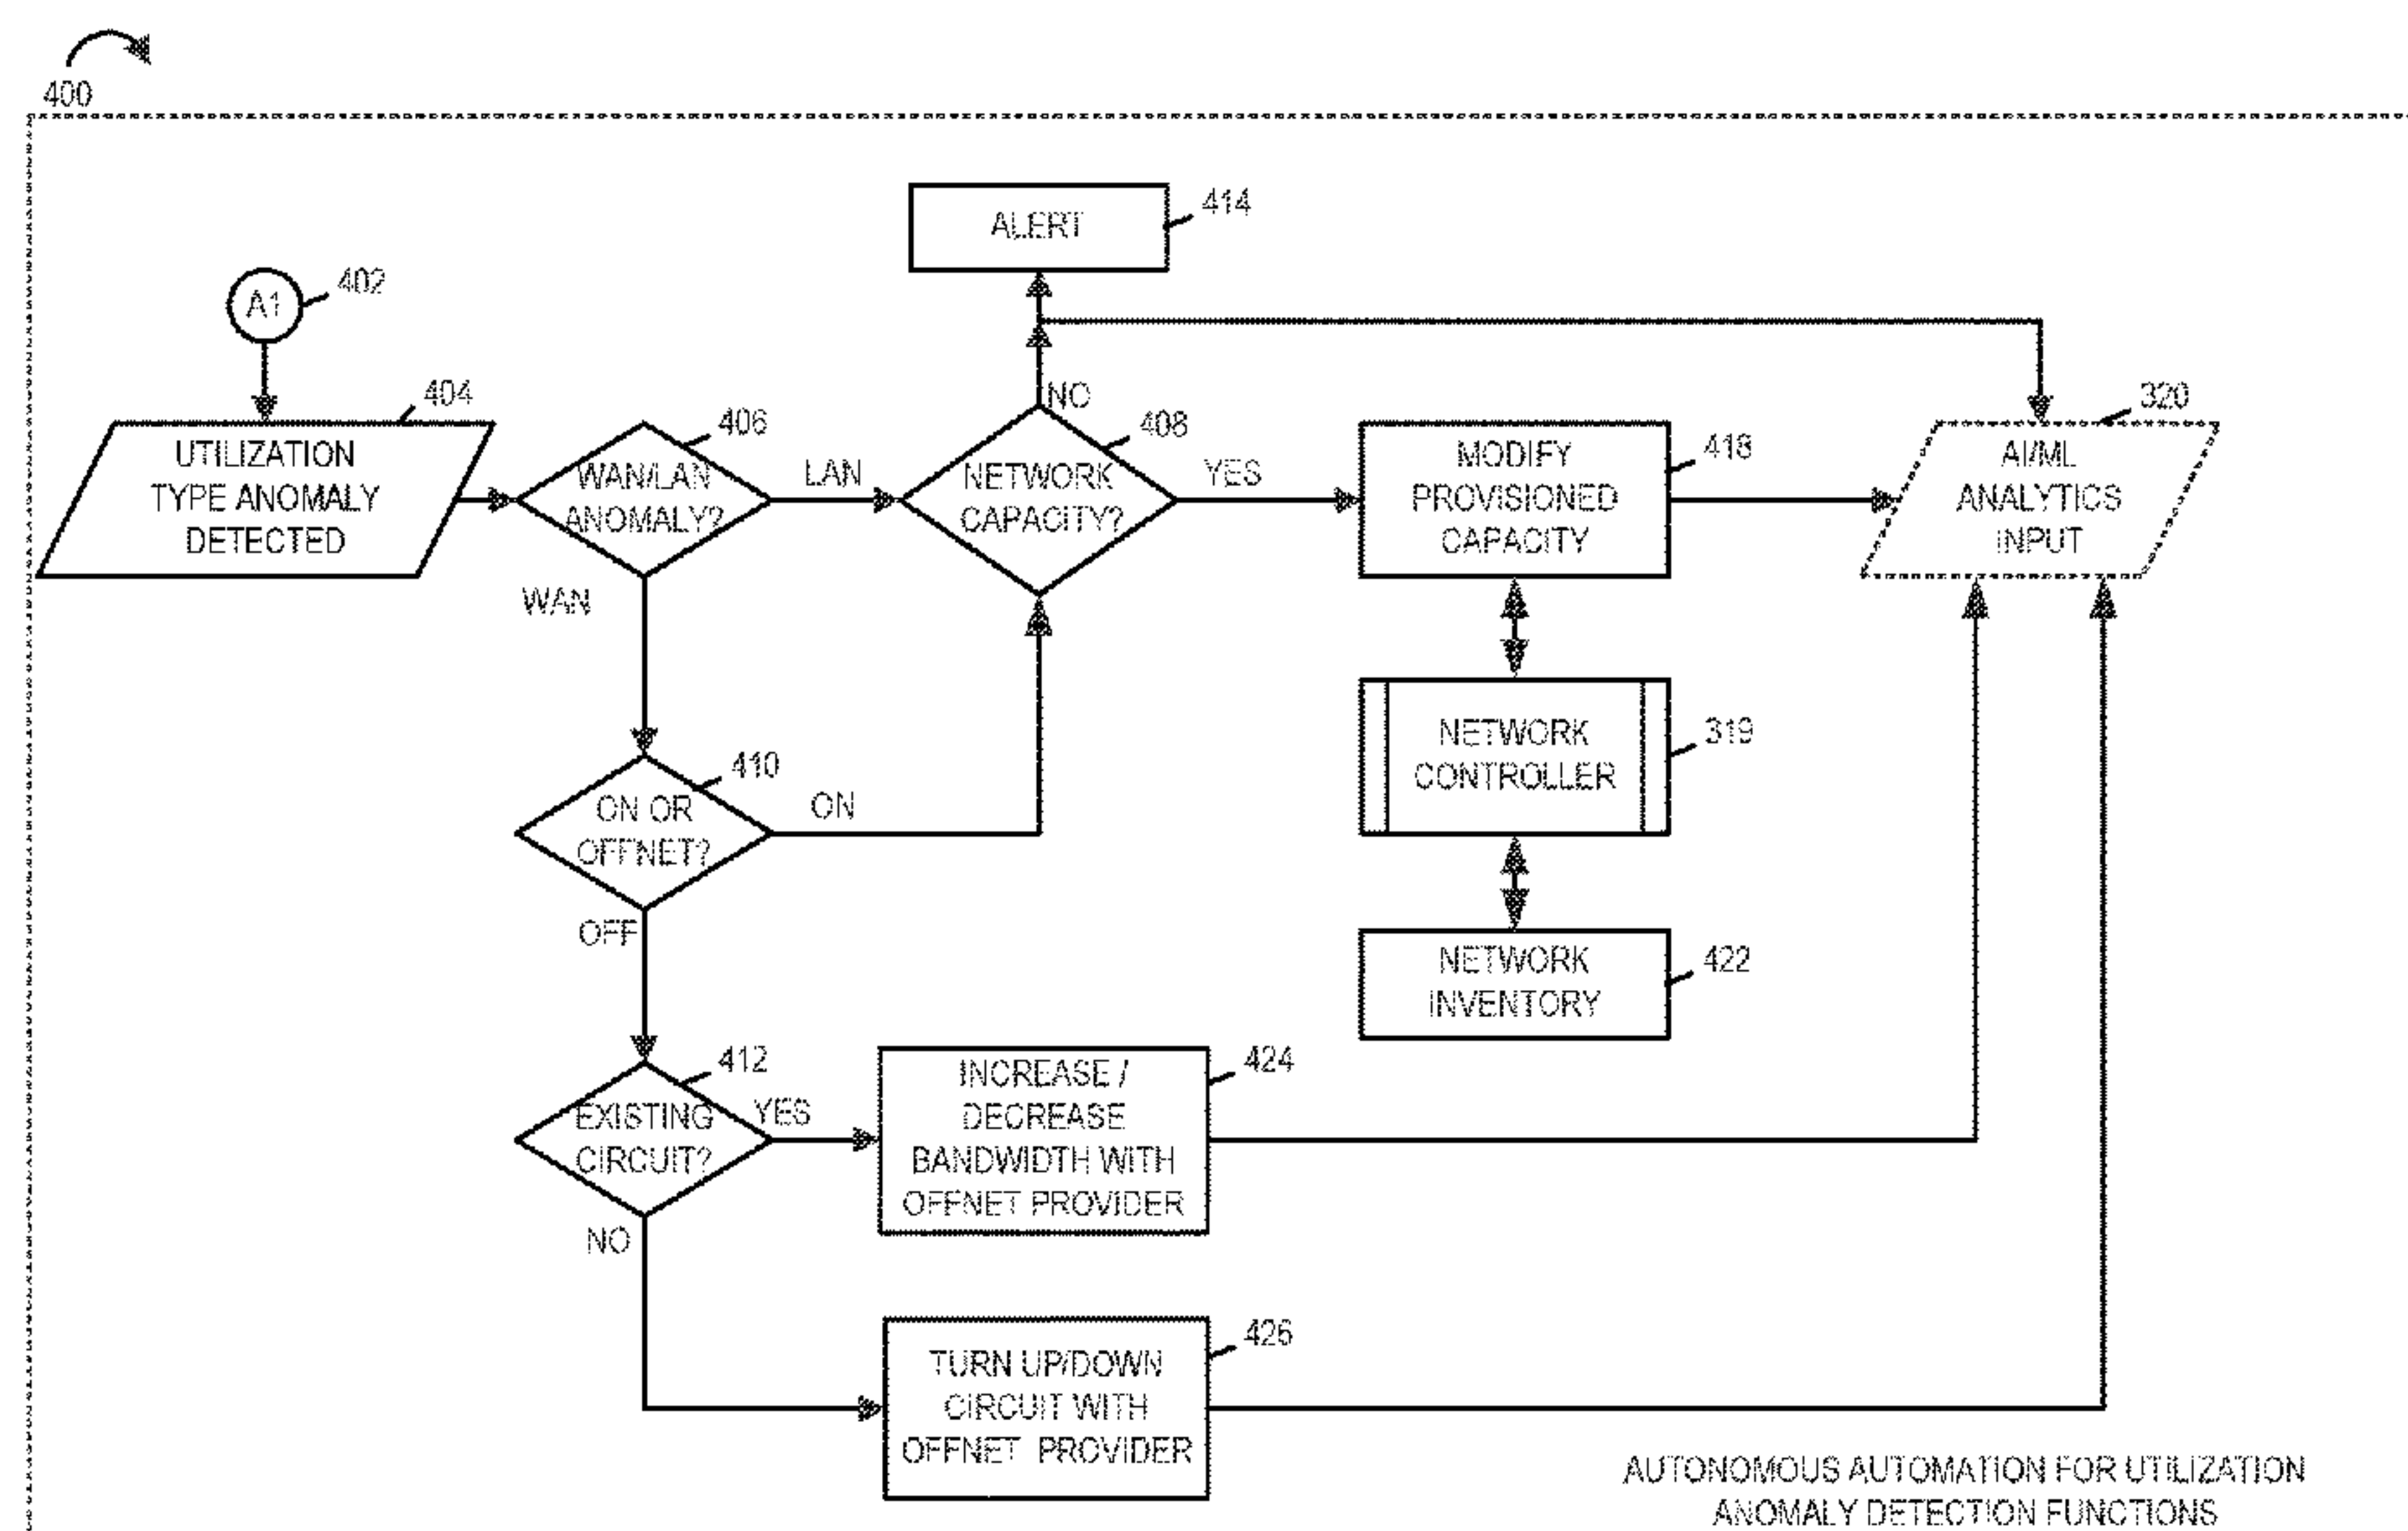 400
ALERT
414
A1
402
UTILIZATION
TYPE ANOMALY
DETECTED
404
WAN/LAN
ANOMALY?
406
LAN
WAN
NETWORK
CAPACITY?
408
NO
YES
MODIFY
PROVISIONED
CAPACITY
418
AI/ML
ANALYTICS
INPUT
320
ON OR
OFFNET?
410
ON
OFF
NETWORK
CONTROLLER
319
NETWORK
INVENTORY
422
EXISTING
CIRCUIT?
412
YES
NO
INCREASE /
DECREASE
BANDWIDTH WITH
OFFNET PROVIDER
424
TURN UP/DOWN
CIRCUIT WITH
OFFNET PROVIDER
426
AUTONOMOUS AUTOMATION FOR UTILIZATION
ANOMALY DETECTION FUNCTIONS